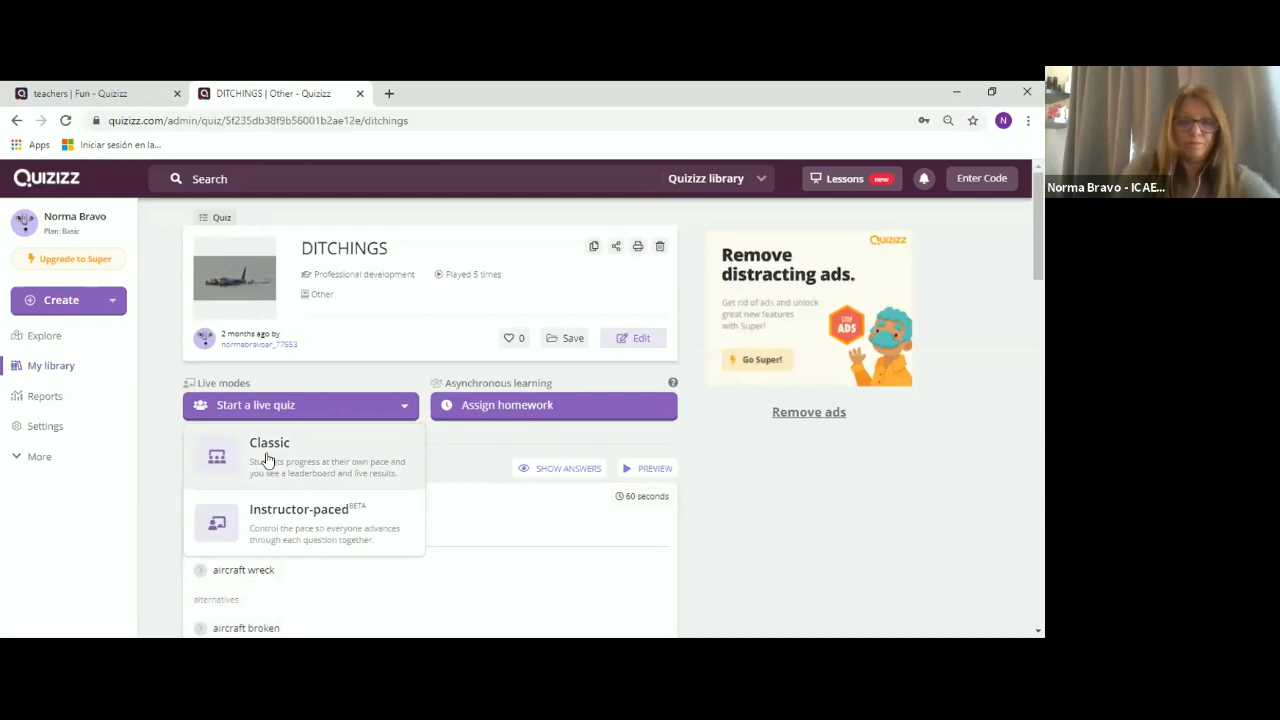 teachers | Fun - Quizizz
DITCHINGS | Other - Quizizz
quizizz.com/admin/quiz/5f235db38f9b56001b2ae12e/ditchings
N
Apps
Iniciar sesión en la...
Quizizz
Search
Quizizz library
Lessons new
Enter Code
Norma Bravo
Plan: Basic
Upgrade to Super
Create
Explore
My library
Reports
Settings
More
Quiz
DITCHINGS
Professional development
Played 5 times
Other
2 months ago by
normabravoar_77553
0
Save
Edit
Live modes
Start a live quiz
Asynchronous learning
?
Assign homework
Classic
Students progress at their own pace and
you see a leaderboard and live results.
Instructor-paced BETA
Control the pace so everyone advances
through each question together.
SHOW ANSWERS
PREVIEW
60 seconds
aircraft wreck
alternatives
aircraft broken
Quizizz
Remove
distracting ads.
Get rid of ads and unlock
great new features
with Super!
STOP
ADS
Go Super!
Remove ads
Norma Bravo - ICAE...